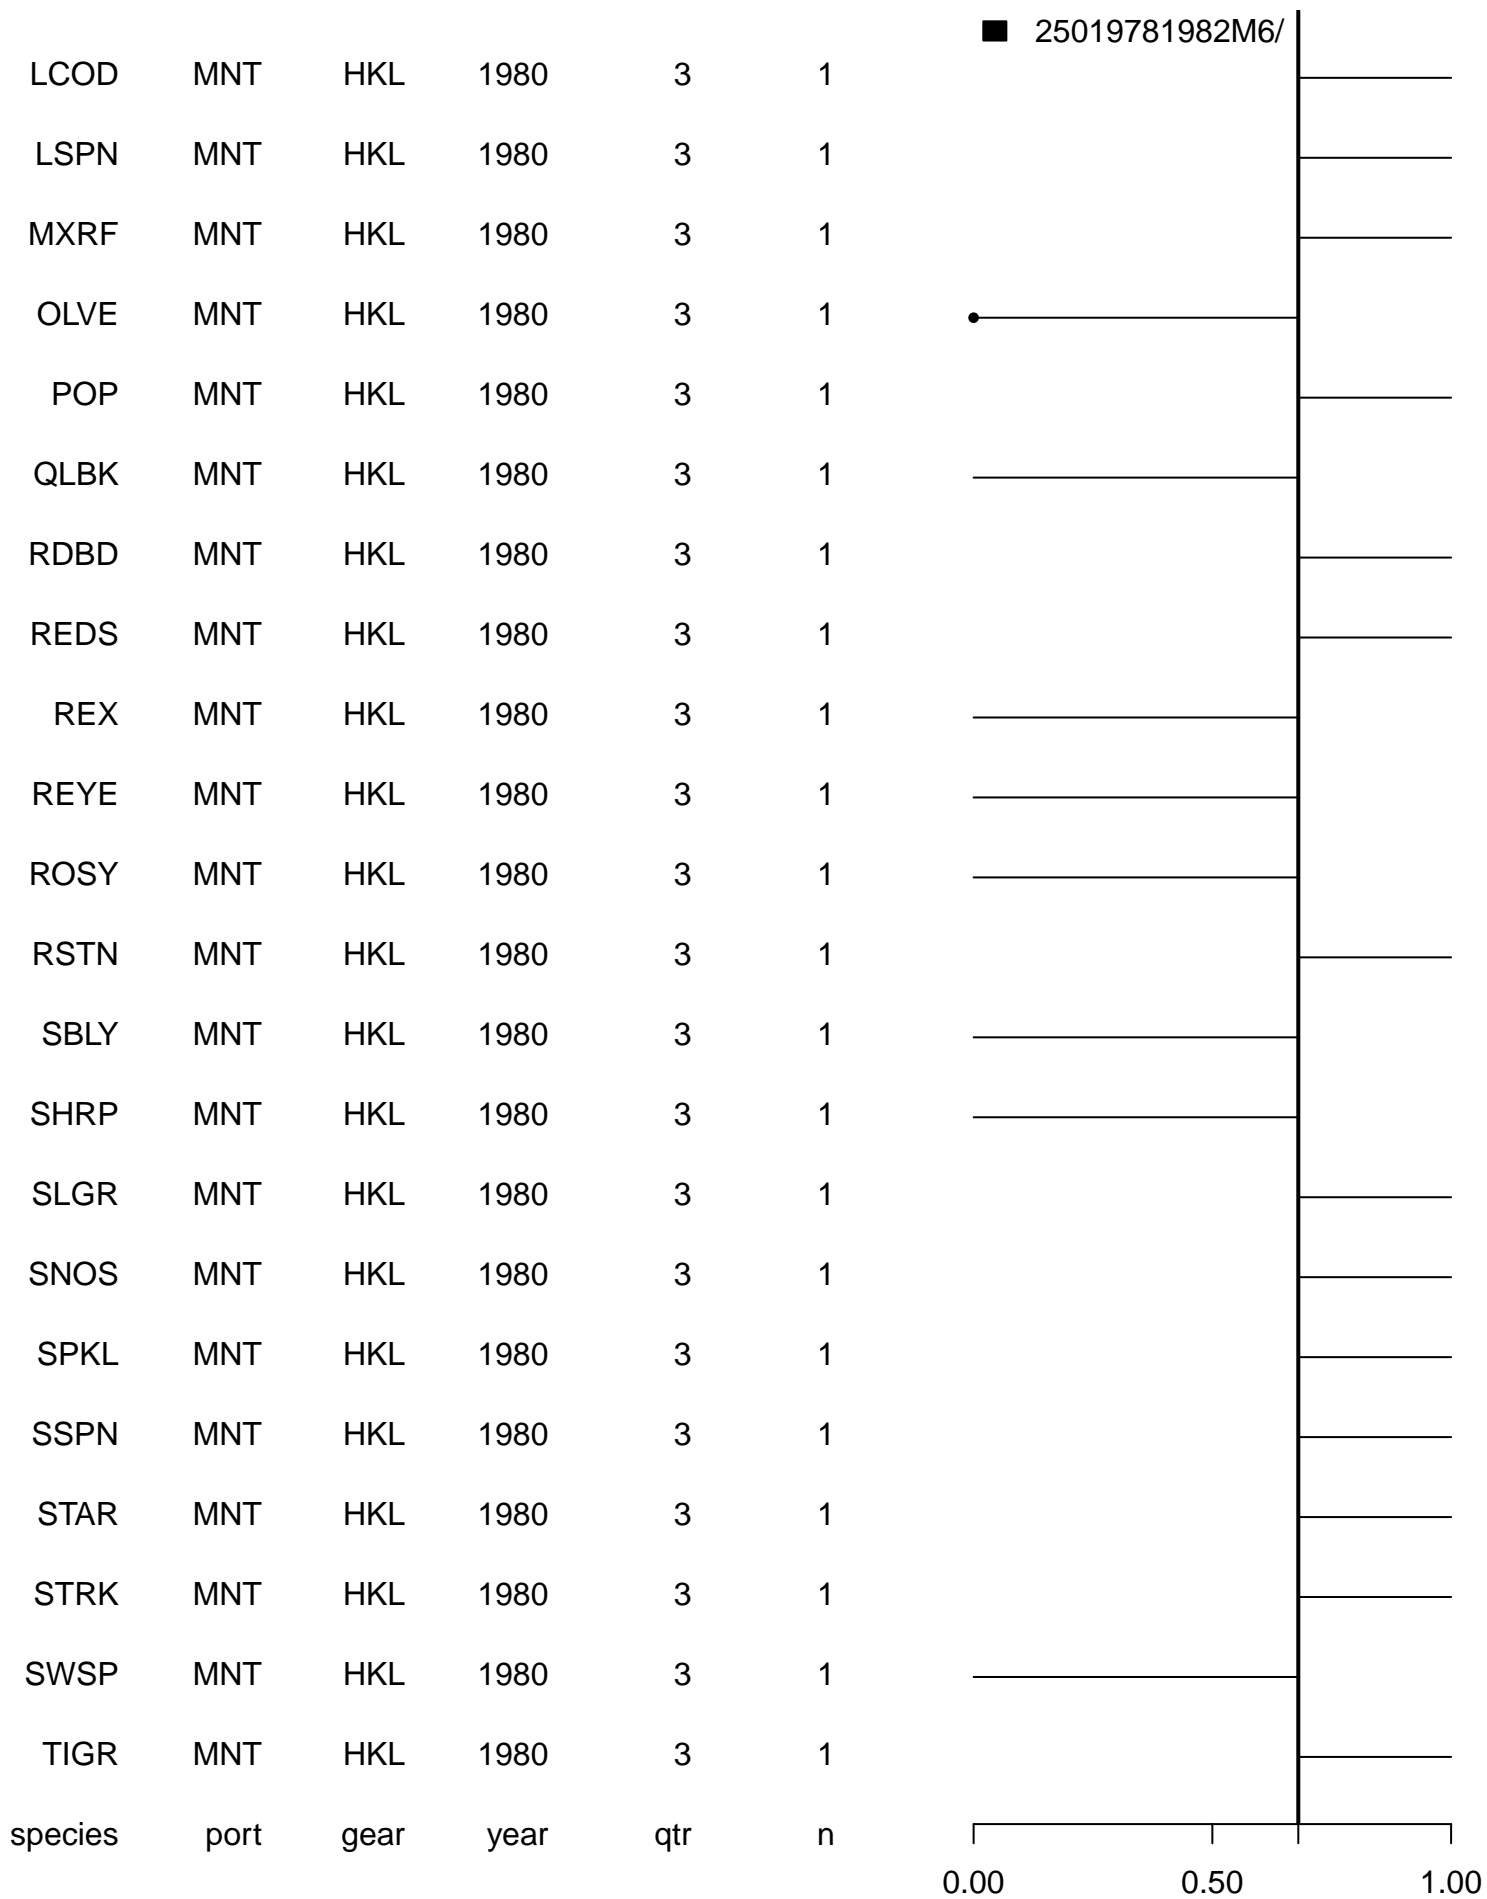 25019781982M6/
LCOD MNT HKL 1980 3 1
LSPN MNT HKL 1980 3 1
MXRF MNT HKL 1980 3 1
OLVE MNT HKL 1980 3 1
POP MNT HKL 1980 3 1
QLBK MNT HKL 1980 3 1
RDBD MNT HKL 1980 3 1
REDS MNT HKL 1980 3 1
REX MNT HKL 1980 3 1
REYE MNT HKL 1980 3 1
ROSY MNT HKL 1980 3 1
RSTN MNT HKL 1980 3 1
SBLY MNT HKL 1980 3 1
SHRP MNT HKL 1980 3 1
SLGR MNT HKL 1980 3 1
SNOS MNT HKL 1980 3 1
SPKL MNT HKL 1980 3 1
SSPN MNT HKL 1980 3 1
STAR MNT HKL 1980 3 1
STRK MNT HKL 1980 3 1
SWSP MNT HKL 1980 3 1
TIGR MNT HKL 1980 3 1
species port gear year qtr n
0.00 0.50 1.00